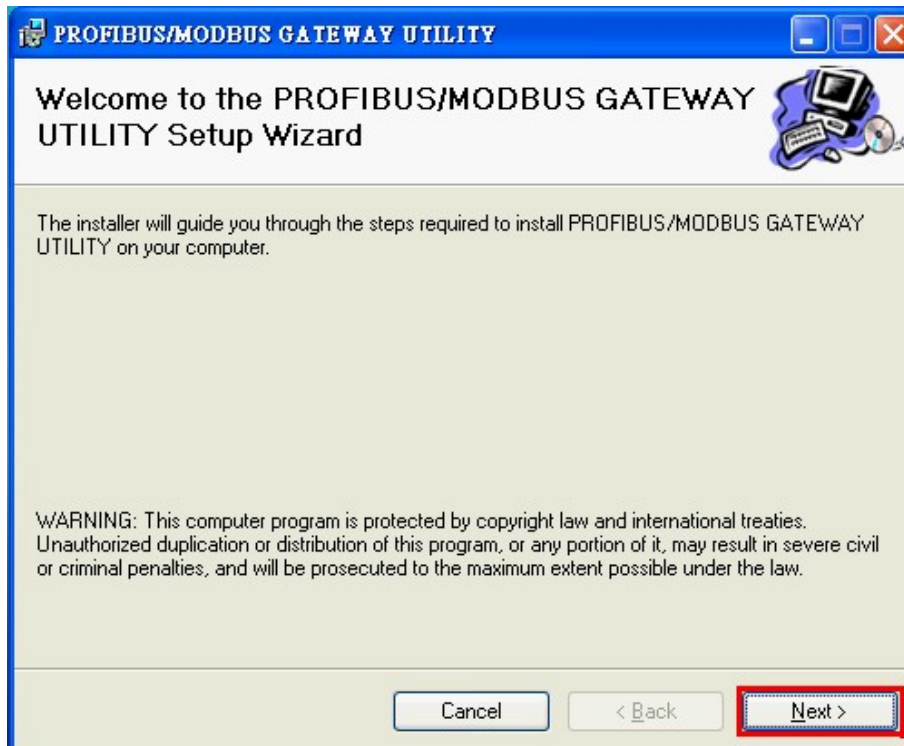 PROFIBUS/MODBUS GATEWAY UTILITY
Welcome to the PROFIBUS/MODBUS GATEWAY
UTILITY Setup Wizard
The installer will guide you through the steps required to install PROFIBUS/MODBUS GATEWAY
UTILITY on your computer.
WARNING: This computer program is protected by copyright law and international treaties.
Unauthorized duplication or distribution of this program, or any portion of it, may result in severe civil
or criminal penalties, and will be prosecuted to the maximum extent possible under the law.
Cancel
< Back
Next >